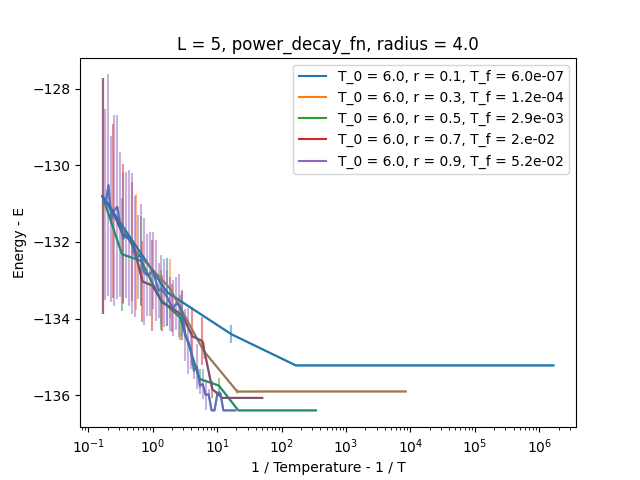 L = 5, power_decay_fn, radius = 4.0
T_0 = 6.0, r = 0.1, T_f = 6.0e-07
T_0 = 6.0, r = 0.3, T_f = 1.2e-04
T_0 = 6.0, r = 0.5, T_f = 2.9e-03
T_0 = 6.0, r = 0.7, T_f = 2.e-02
T_0 = 6.0, r = 0.9, T_f = 5.2e-02
Energy - E
−128
−130
−132
−134
−136
10⁻¹ 10⁰ 10¹ 10² 10³ 10⁴ 10⁵ 10⁶
1 / Temperature - 1 / T